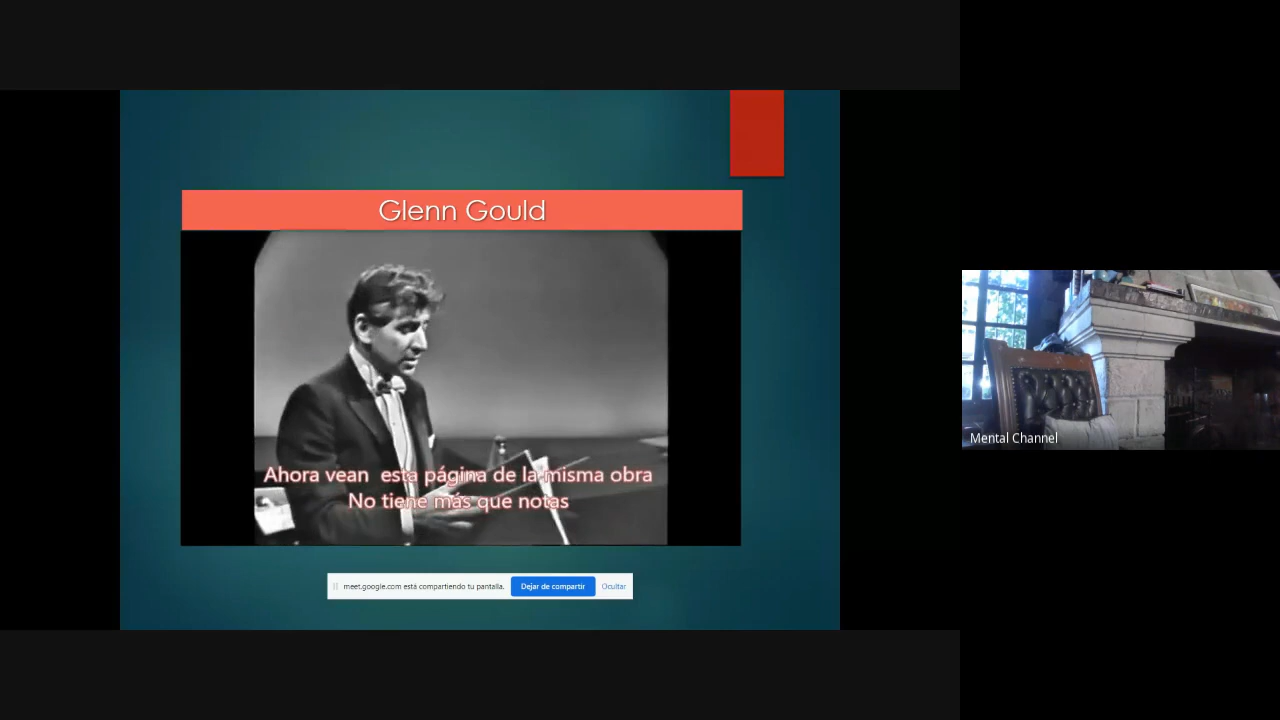 Glenn Gould
Ahora vean esta página de la misma obra
No tiene más que notas
meet.google.com está compartiendo tu pantalla. Dejar de compartir Ocultar
Mental Channel